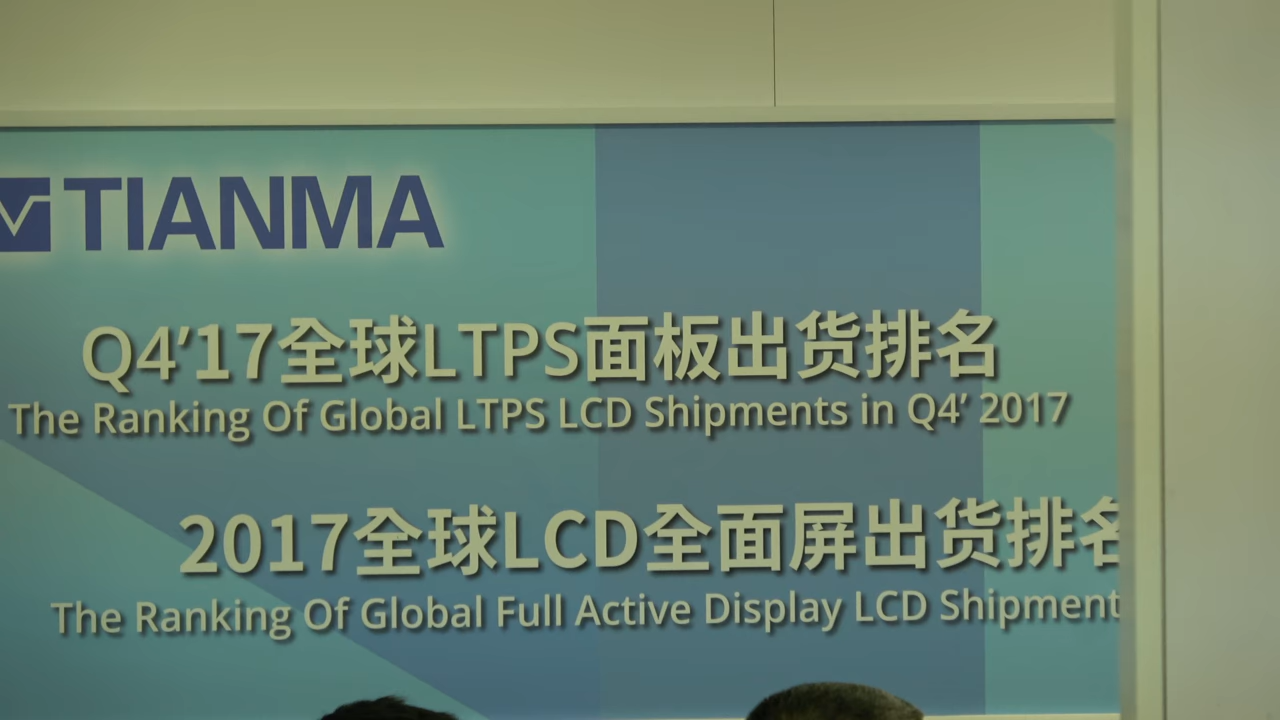 TIANMA
Q4'17全球LTPS面板出货排名
The Ranking Of Global LTPS LCD Shipments in Q4' 2017
2017全球LCD全面屏出货排名
The Ranking Of Global Full Active Display LCD Shipment